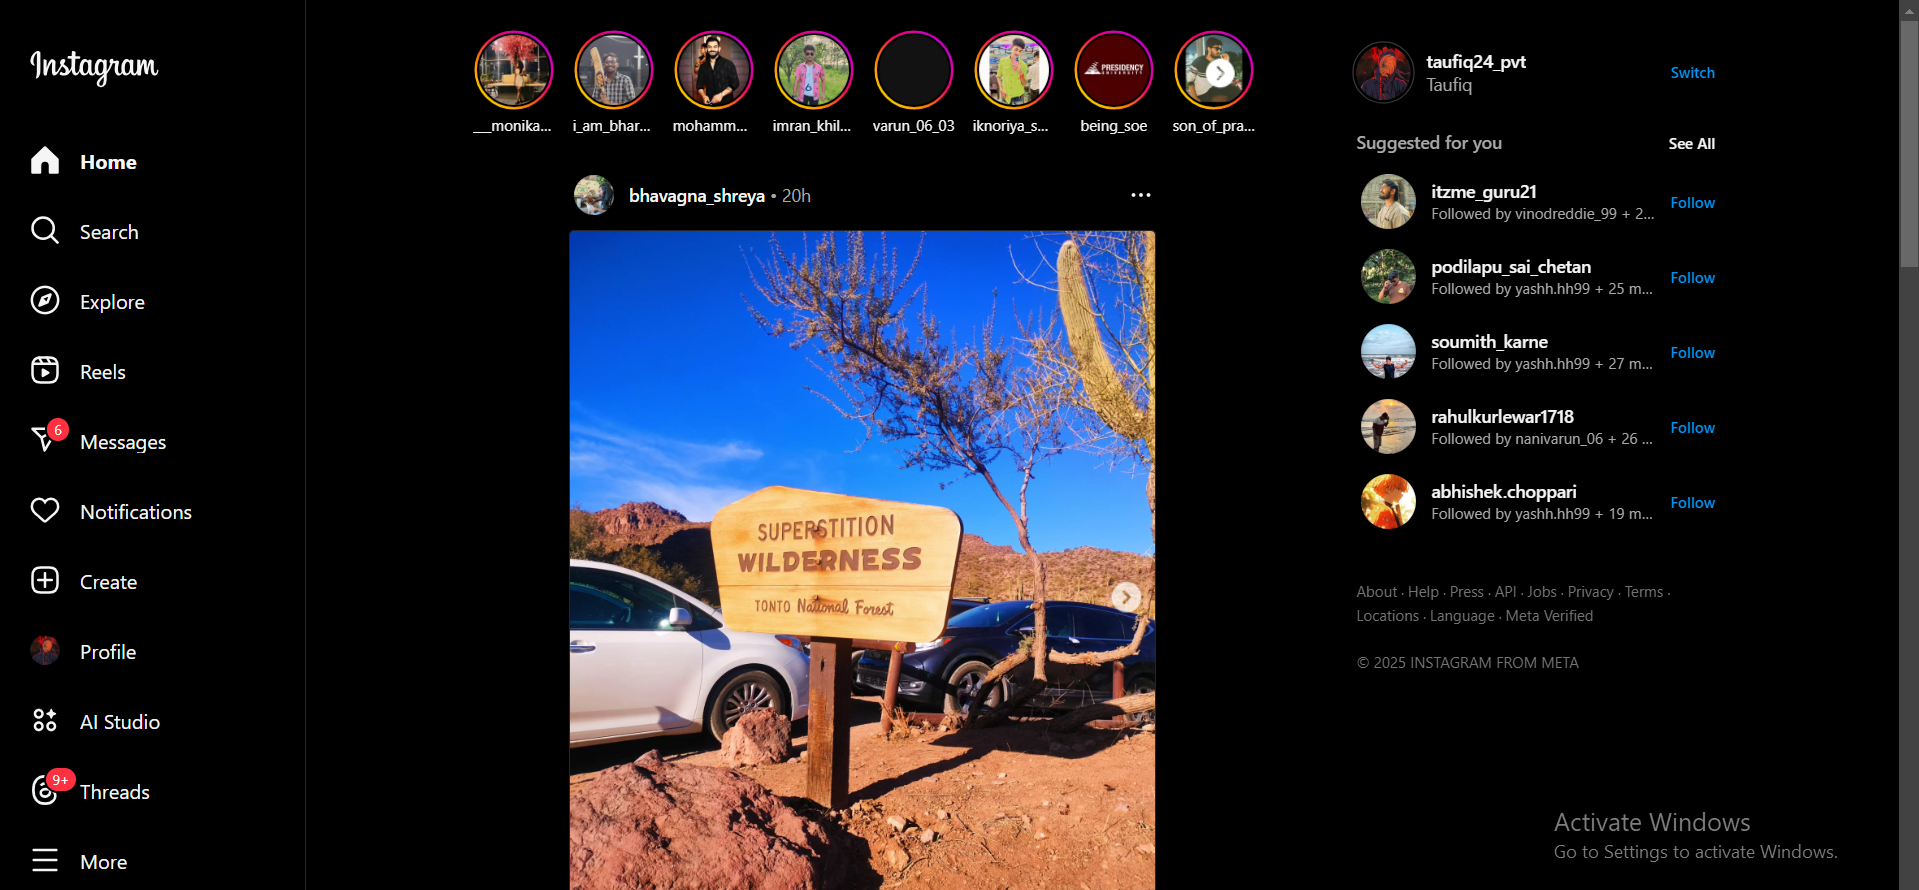 Instagram
Home
Search
Explore
Reels
6
Messages
Notifications
Create
Profile
AI Studio
9+
Threads
More
___monika...
i_am_bhar...
mohamm...
imran_khil...
varun_06_03
iknoriya_s...
PRESIDENCY
UNIVERSITY
being_soe
son_of_pra...
bhavagna_shreya • 20h
SUPERSTITION
WILDERNESS
TONTO National Forest
taufiq24_pvt
Taufiq
Switch
Suggested for you
See All
itzme_guru21
Followed by vinodreddie_99 + 2...
Follow
podilapu_sai_chetan
Followed by yashh.hh99 + 25 m...
Follow
soumith_karne
Followed by yashh.hh99 + 27 m...
Follow
rahulkurlewar1718
Followed by nanivarun_06 + 26 ...
Follow
abhishek.choppari
Followed by yashh.hh99 + 19 m...
Follow
About · Help · Press · API · Jobs · Privacy · Terms ·
Locations · Language · Meta Verified
© 2025 INSTAGRAM FROM META
Activate Windows
Go to Settings to activate Windows.